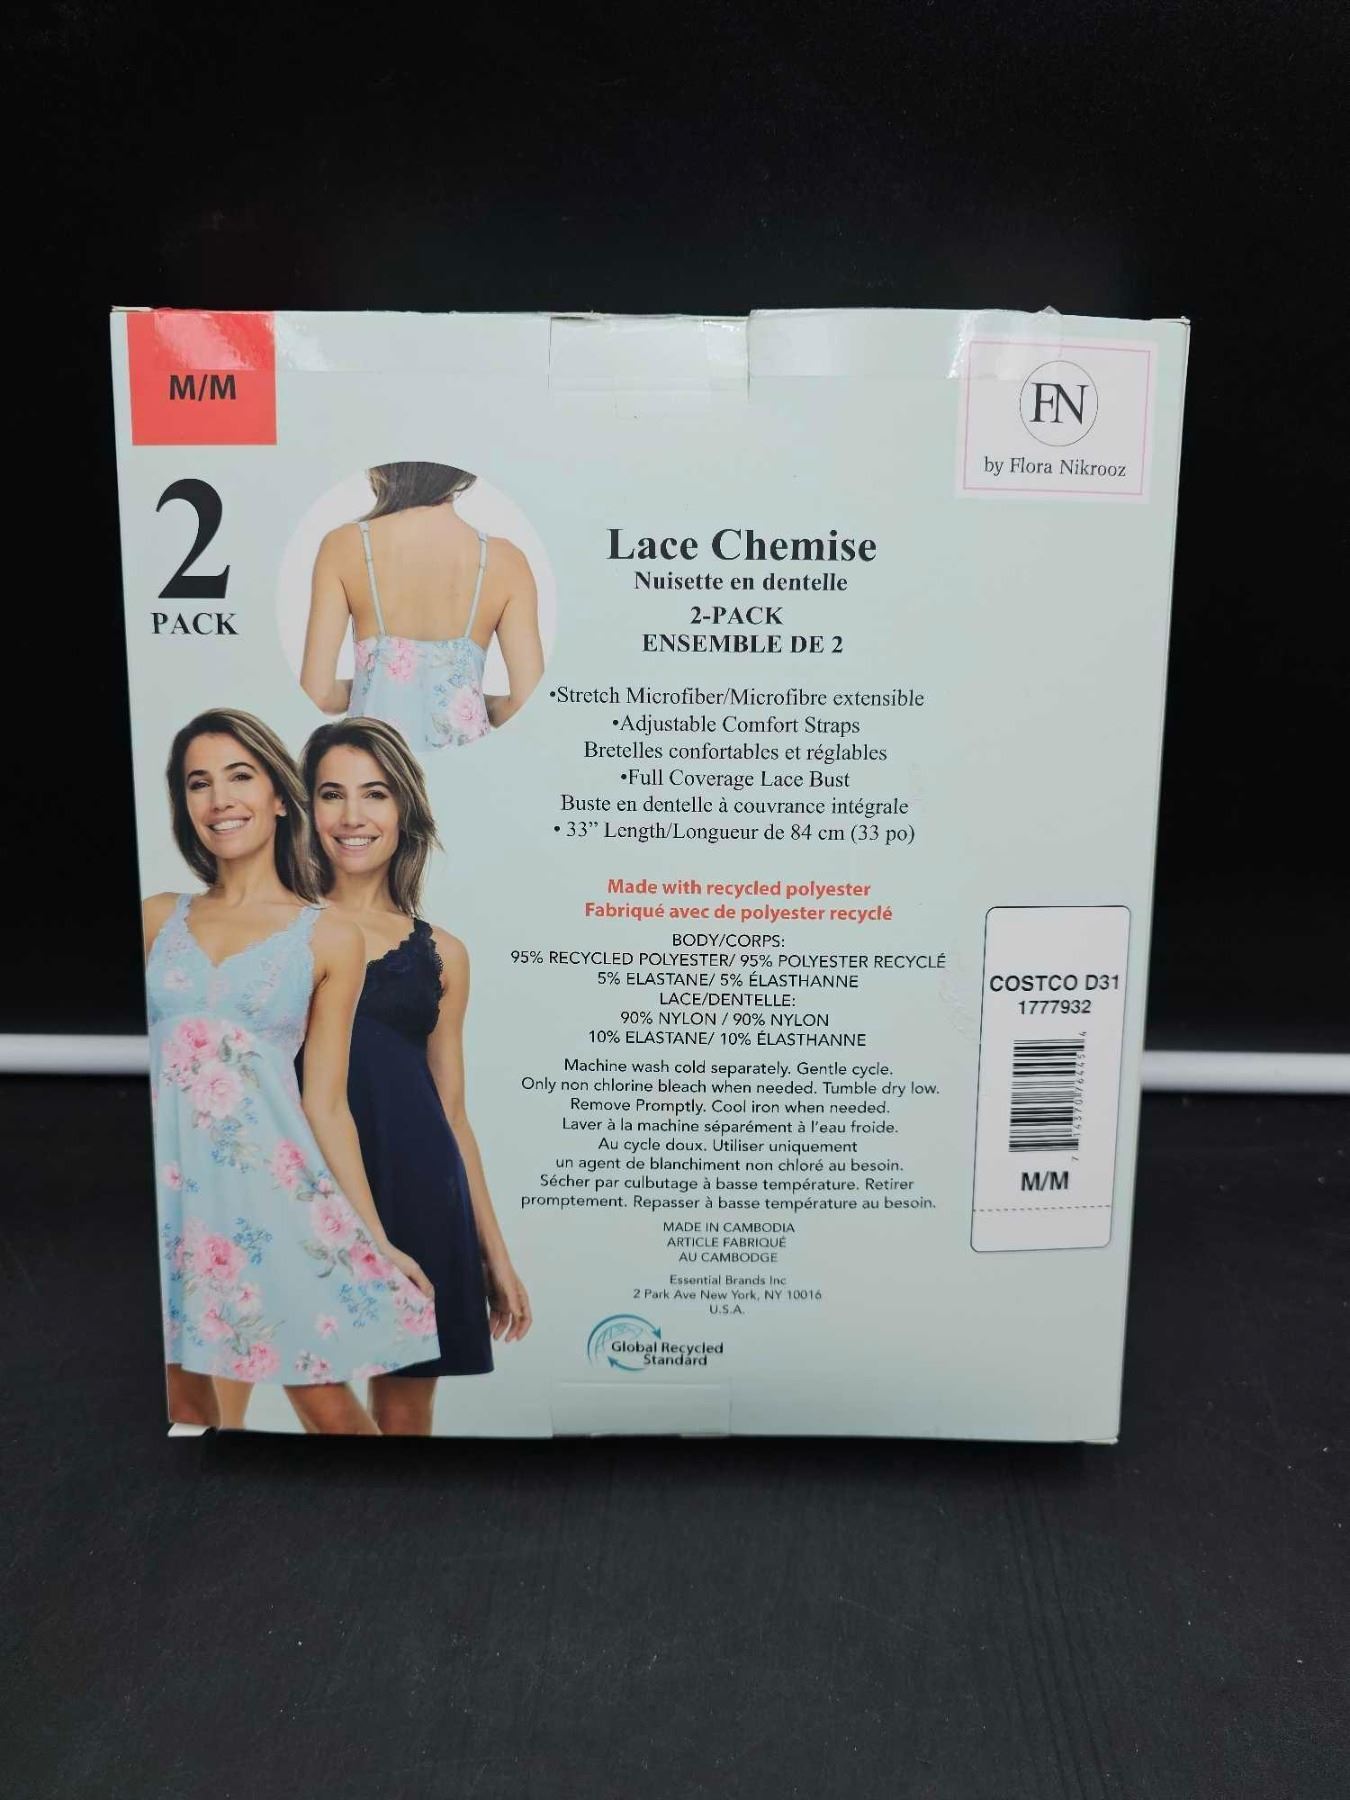 M/M
FN
by Flora Nikrooz
2
PACK
Lace Chemise
Nuisette en dentelle
2-PACK
ENSEMBLE DE 2
•Stretch Microfiber/Microfibre extensible
•Adjustable Comfort Straps
Bretelles confortables et réglables
•Full Coverage Lace Bust
Buste en dentelle à couvrance intégrale
• 33” Length/Longueur de 84 cm (33 po)
Made with recycled polyester
Fabriqué avec de polyester recyclé
BODY/CORPS:
95% RECYCLED POLYESTER/ 95% POLYESTER RECYCLÉ
5% ELASTANE/ 5% ÉLASTHANNE
LACE/DENTELLE:
90% NYLON / 90% NYLON
10% ELASTANE/ 10% ÉLASTHANNE
Machine wash cold separately. Gentle cycle.
Only non chlorine bleach when needed. Tumble dry low.
Remove Promptly. Cool iron when needed.
Laver à la machine séparément à l’eau froide.
Au cycle doux. Utiliser uniquement
un agent de blanchiment non chloré au besoin.
Sécher par culbutage à basse température. Retirer
promptement. Repasser à basse température au besoin.
MADE IN CAMBODIA
ARTICLE FABRIQUÉ
AU CAMBODGE
Essential Brands Inc
2 Park Ave New York, NY 10016
U.S.A.
Global Recycled
Standard
COSTCO D31
1777932
M/M